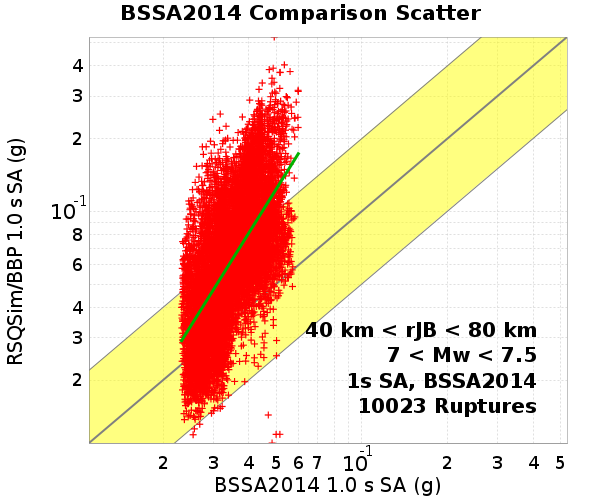 BSSA2014 Comparison Scatter
RSQSim/BBP 1.0 s SA (g)
4
3
2
10-1
8
6
4
3
2
40 km < rJB < 80 km
7 < Mw < 7.5
1s SA, BSSA2014
10023 Ruptures
2 3 4 5 6 7 10-1 2 3 4 5
BSSA2014 1.0 s SA (g)